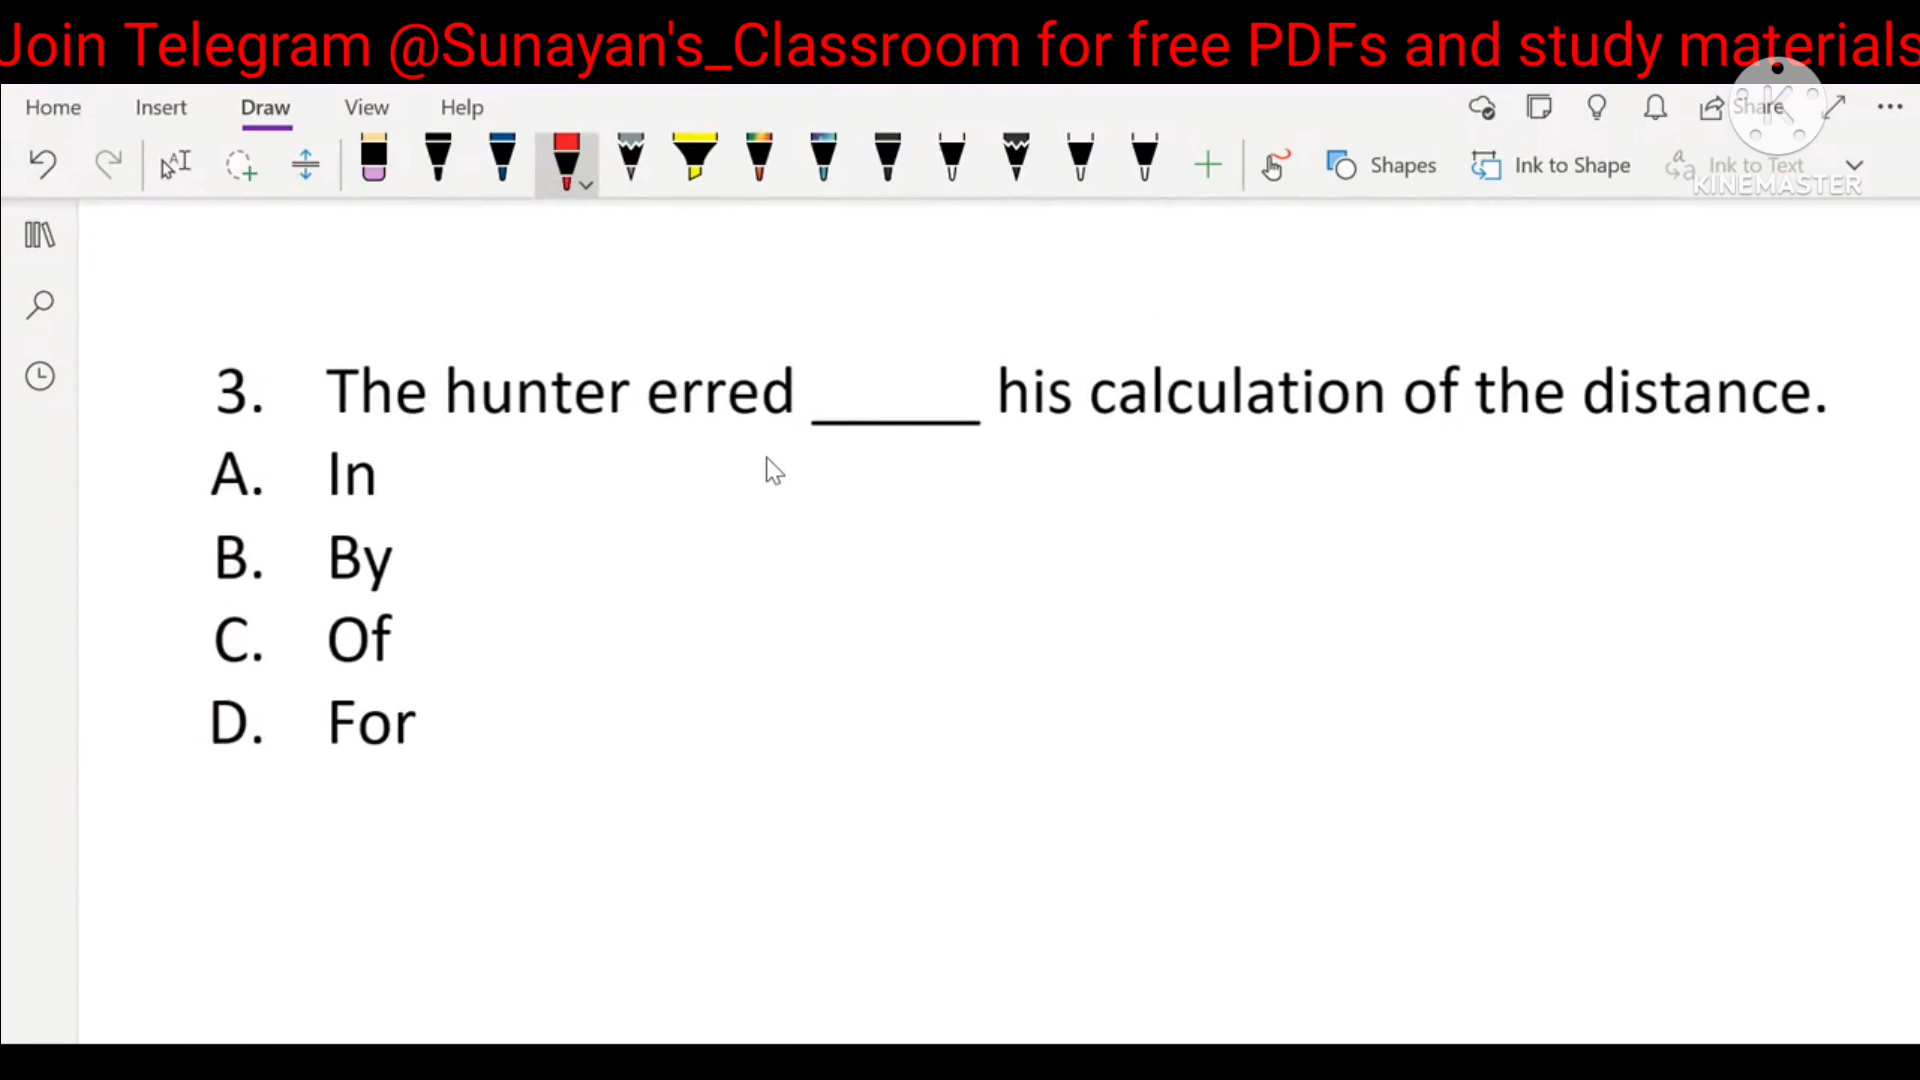 Join Telegram @Sunayan's_Classroom for free PDFs and study materials
Home Insert Draw View Help Share
Shapes Ink to Shape Ink to Text
KINEMASTER
3. The hunter erred ______ his calculation of the distance.
A. In
B. By
C. Of
D. For